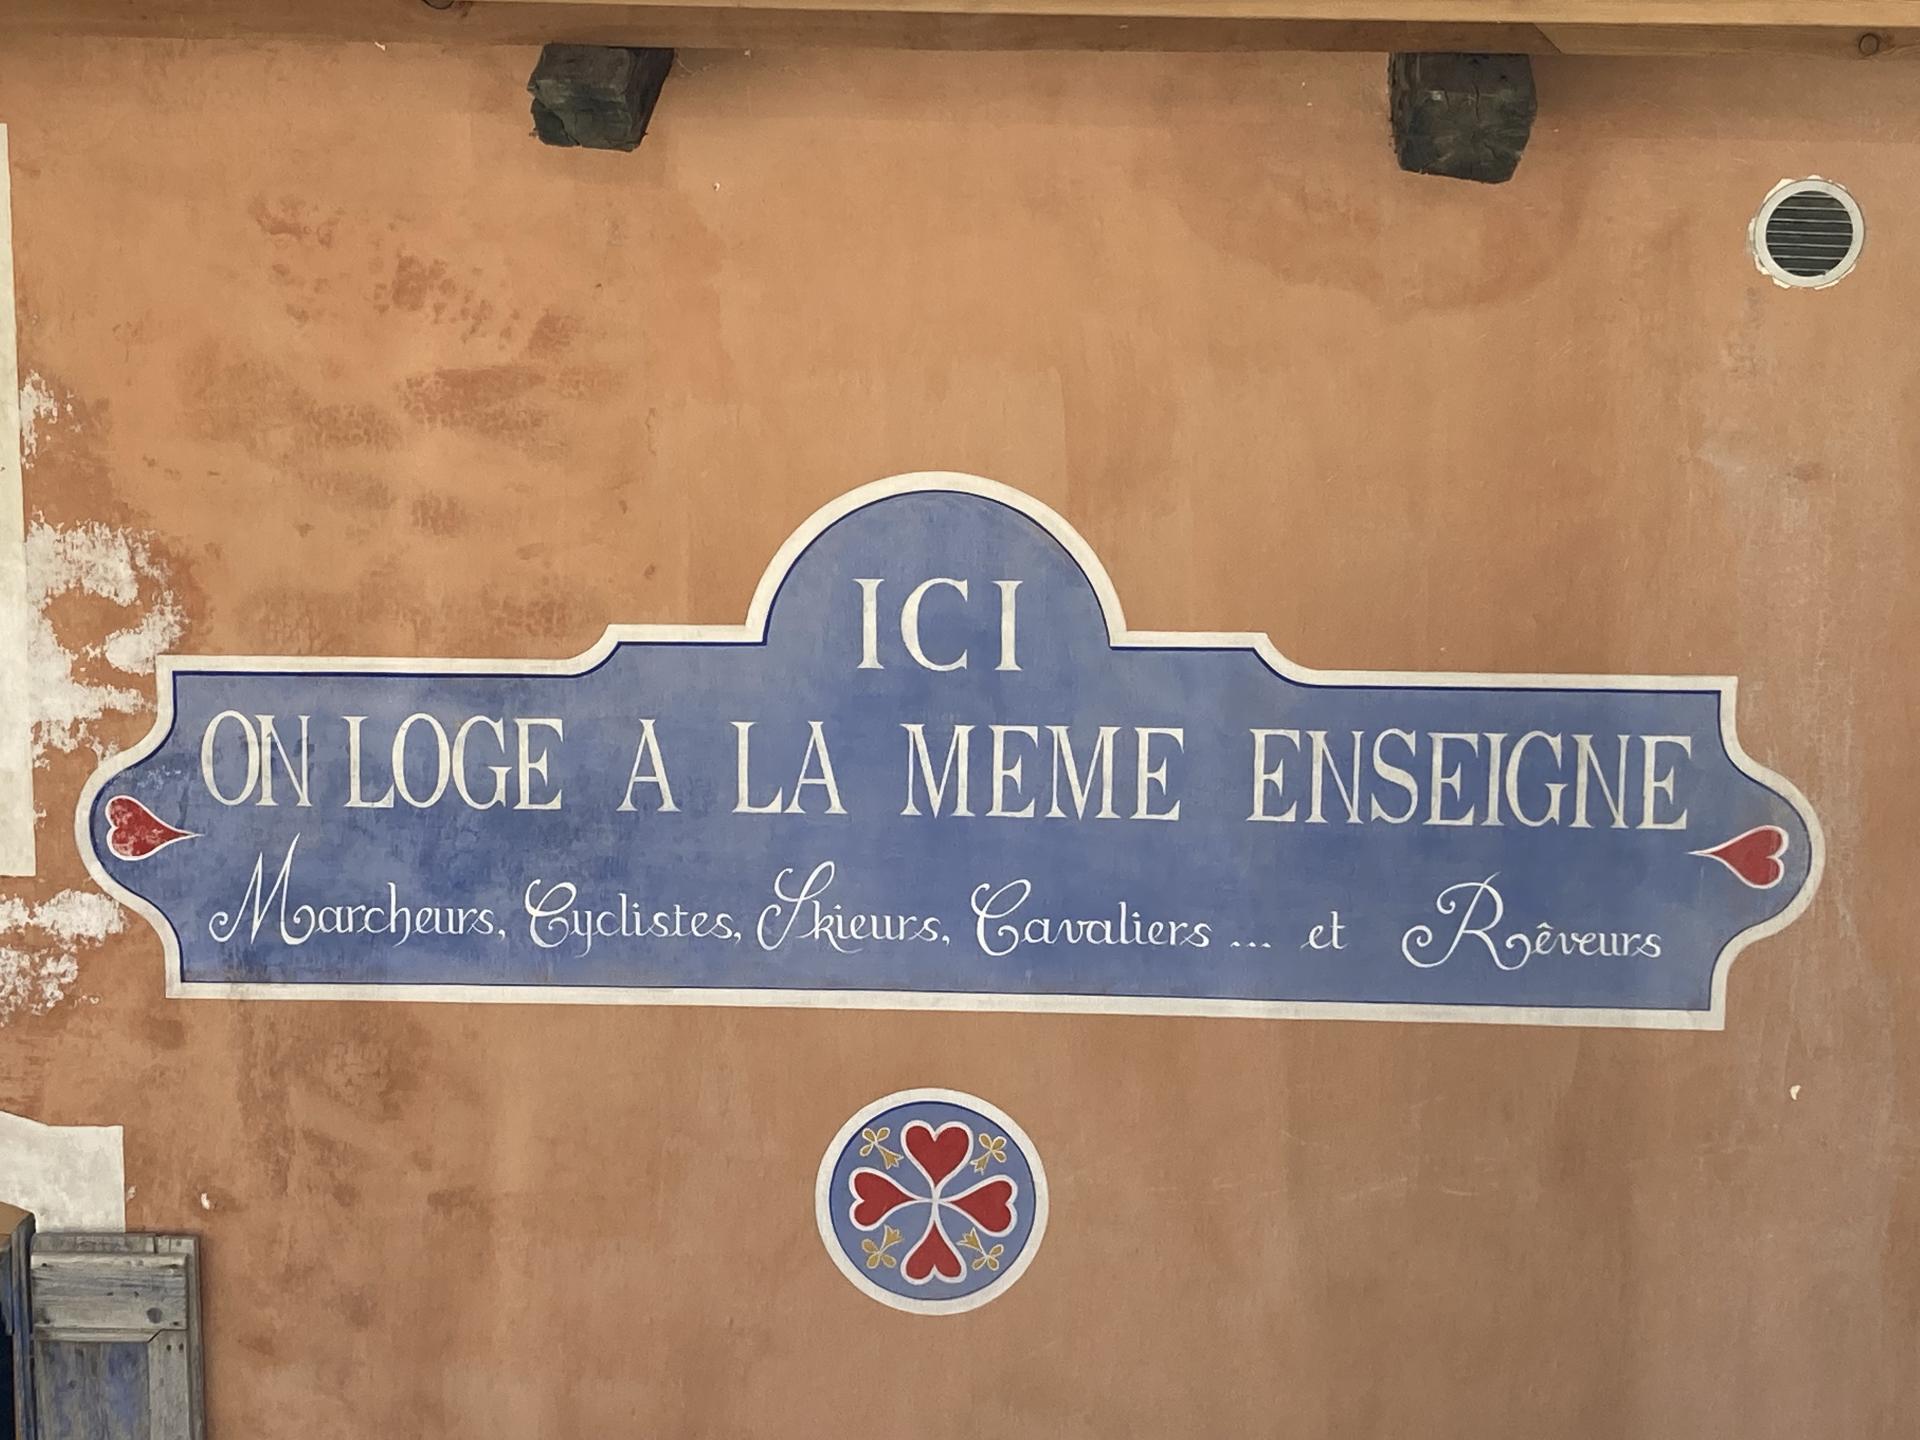 ICI
ON LOGE A LA MEME ENSEIGNE
Marcheurs, Cyclistes, Skieurs, Cavaliers... et Rêveurs